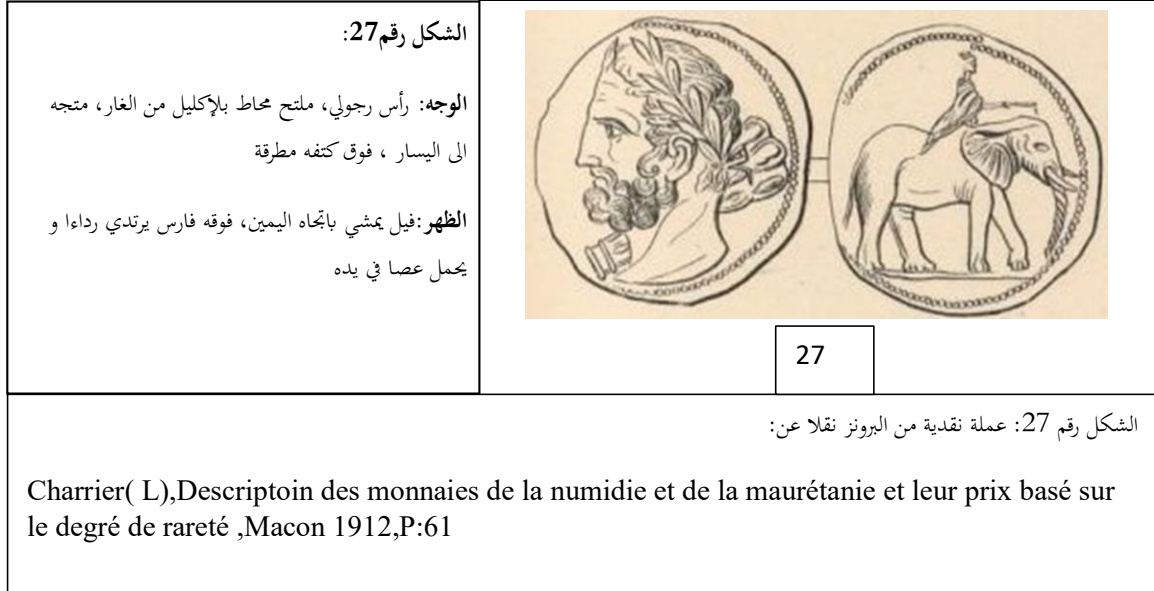 الشكل رقم27:
الوجه: رأس رجولي، ملتح محاط بلإكليل من الغار، متجه
الى اليسار ، فوق كتفه مطرقة
الظهر:فيل يمشي باتجاه اليمين، فوقه فارس يرتدي رداءا و
يحمل عصا في يده
27
الشكل رقم 27: عملة نقدية من البرونز نقلا عن:
Charrier( L),Descriptoin des monnaies de la numidie et de la maurétanie et leur prix basé sur
le degré de rareté ,Macon 1912,P:61